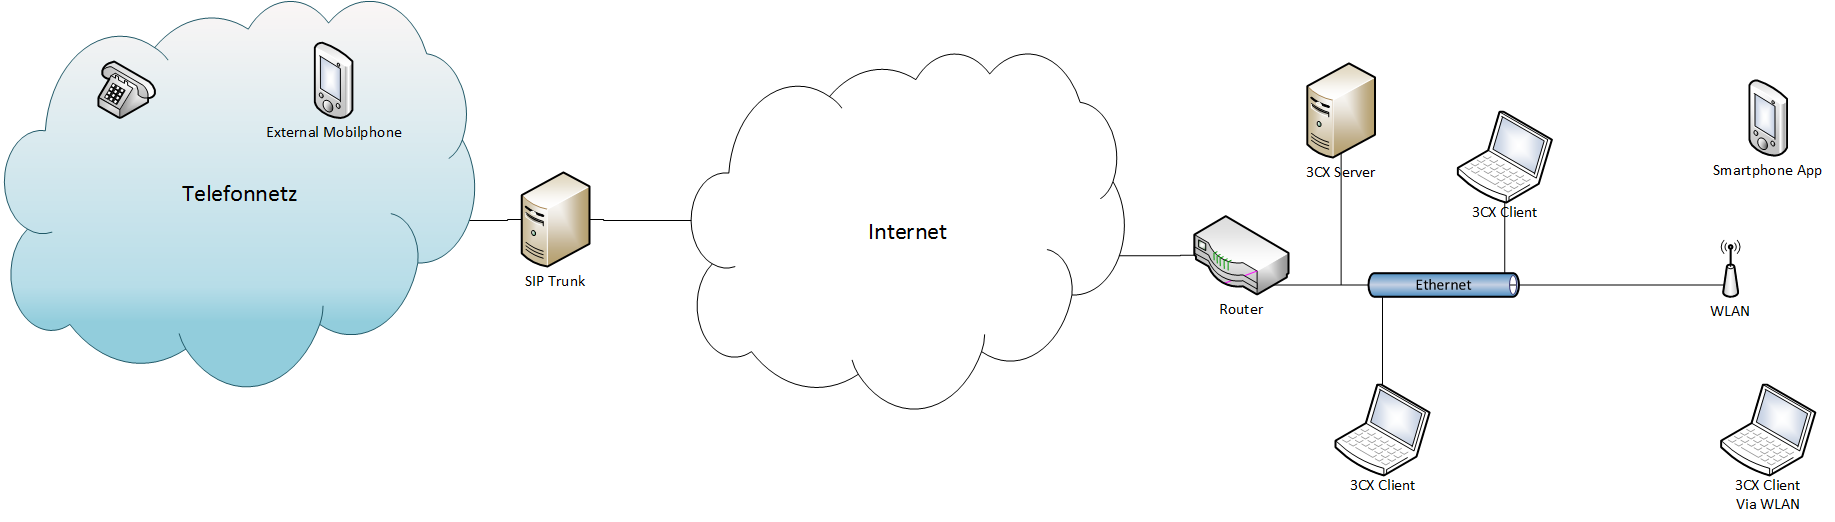 External Mobilphone
Telefonnetz
SIP Trunk
Internet
Router
3CX Server
3CX Client
Smartphone App
Ethernet
WLAN
3CX Client
3CX Client
Via WLAN